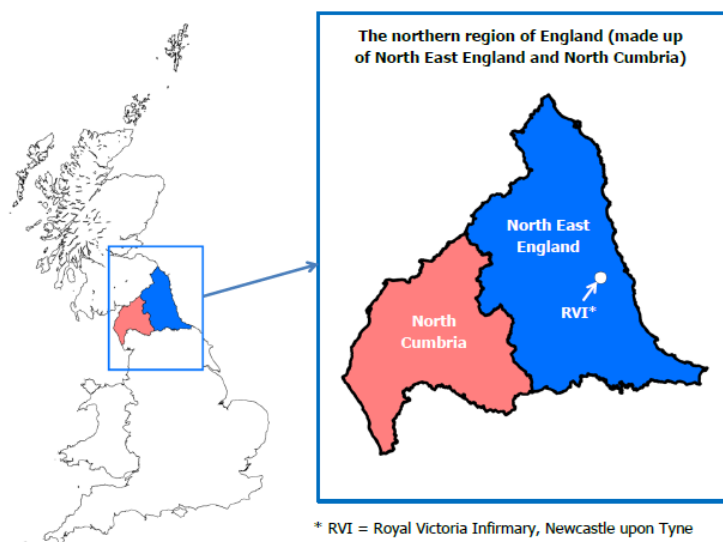 The northern region of England (made up
of North East England and North Cumbria)
North East
England
RVI*
North
Cumbria
* RVI = Royal Victoria Infirmary, Newcastle upon Tyne